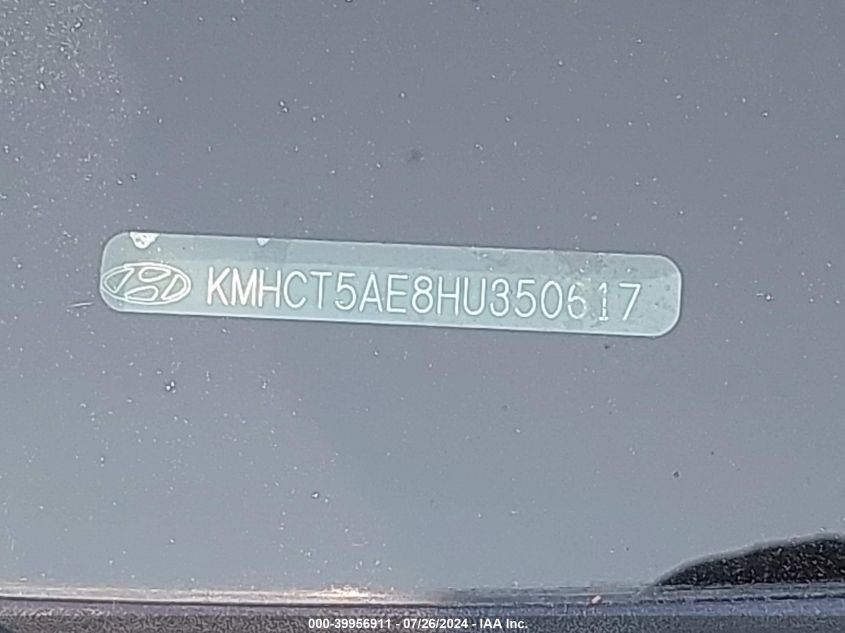 KMHCT5AE8HU350617
000-39956911 - 07/26/2024 - IAA Inc.